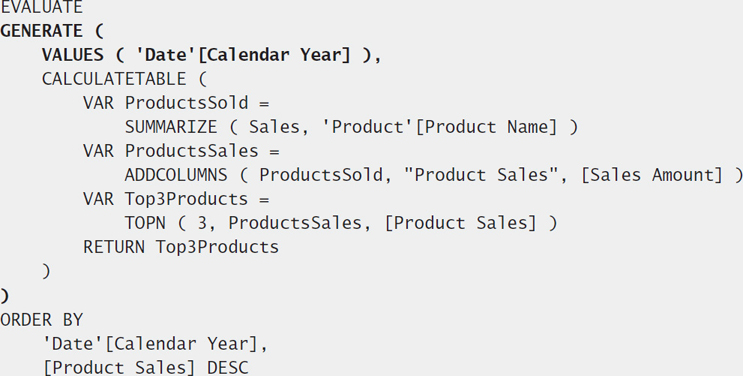 EVALUATE
GENERATE (
    VALUES ( 'Date'[Calendar Year] ),
    CALCULATETABLE (
        VAR ProductsSold =
            SUMMARIZE ( Sales, 'Product'[Product Name] )
        VAR ProductsSales =
            ADDCOLUMNS ( ProductsSold, "Product Sales", [Sales Amount] )
        VAR Top3Products =
            TOPN ( 3, ProductsSales, [Product Sales] )
        RETURN Top3Products
    )
)
ORDER BY
    'Date'[Calendar Year],
    [Product Sales] DESC